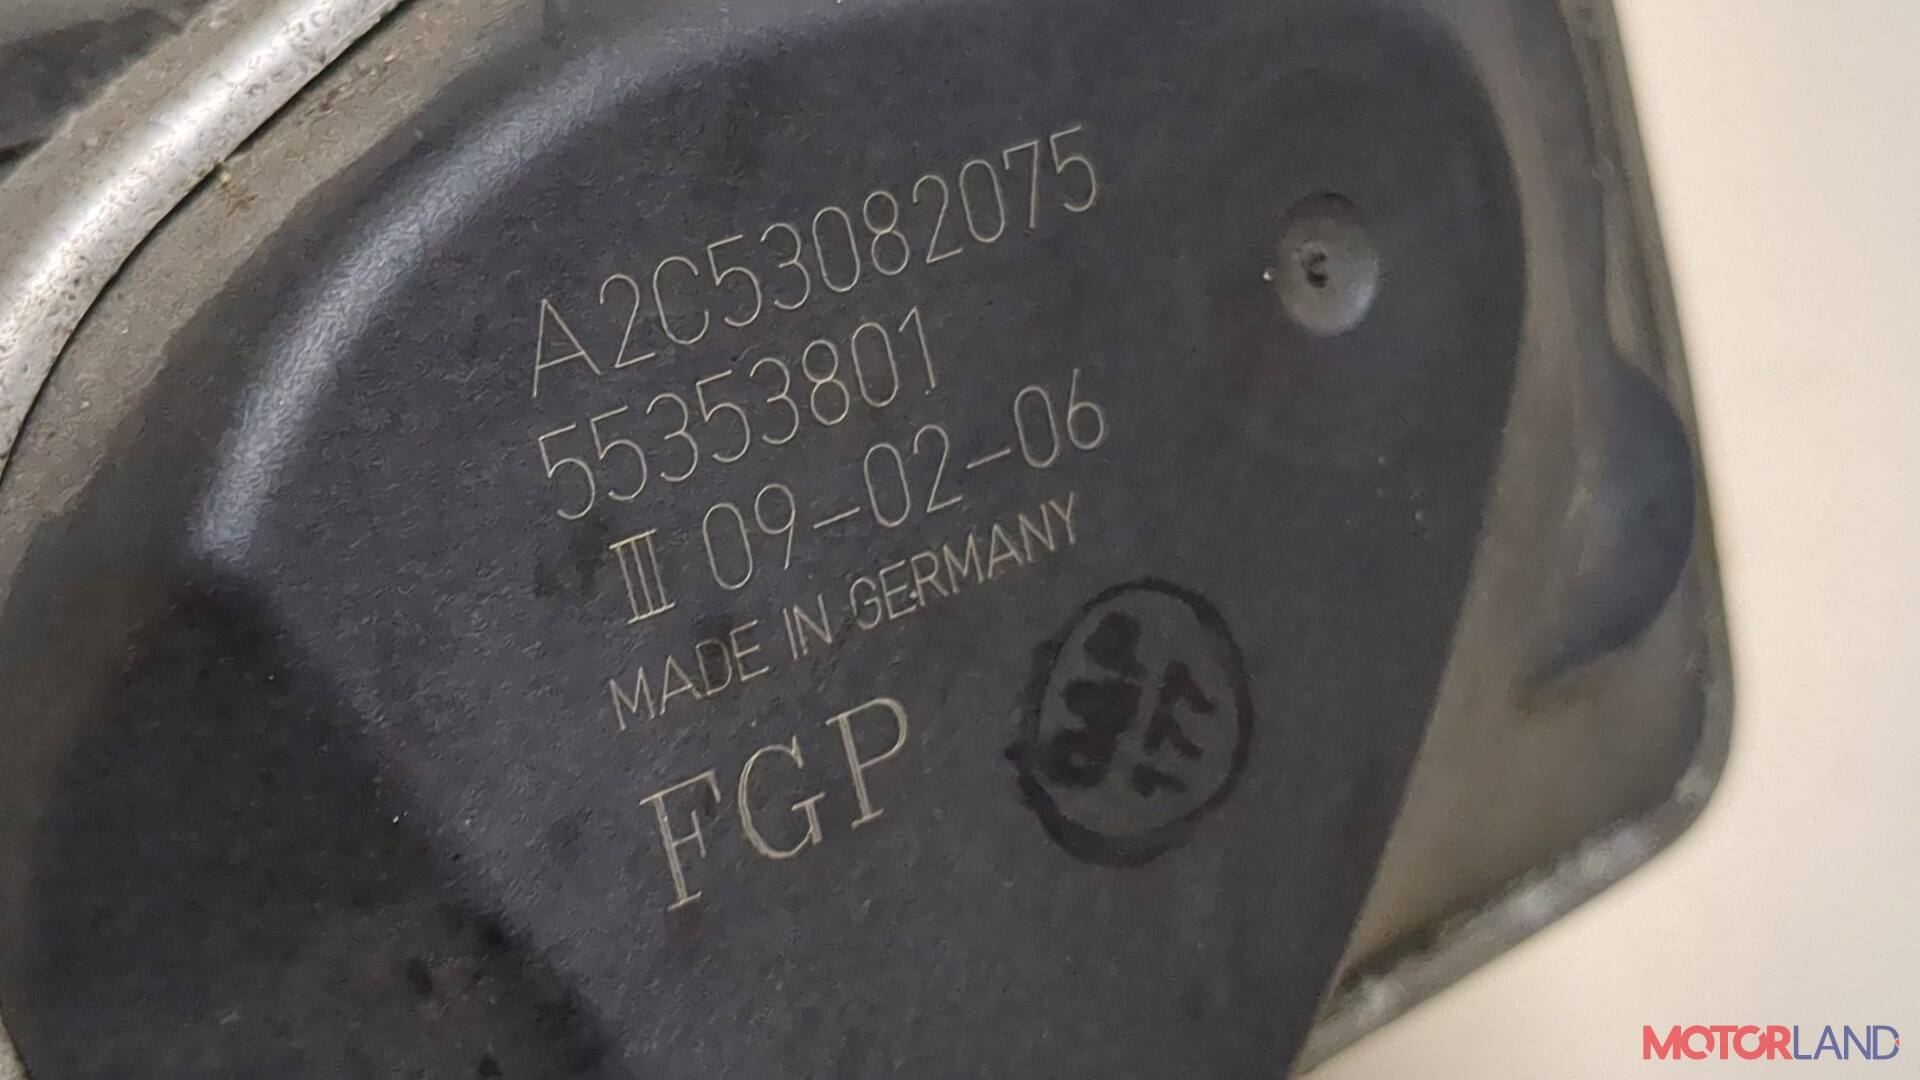 A2C53082075
55353801
III 09-02-06
MADE IN GERMANY
FGP
MOTORLAND